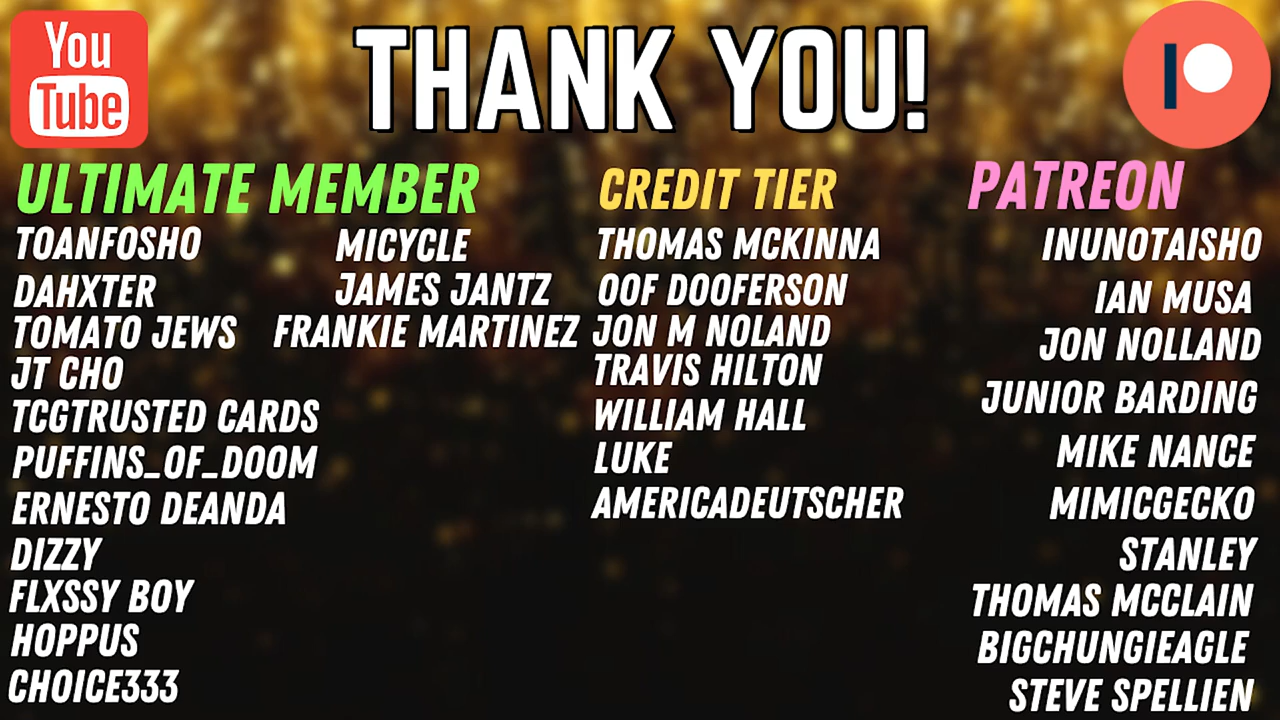 You
Tube
THANK YOU!
ULTIMATE MEMBER
TOANFOSHO
DAHXTER
TOMATO JEWS
JT CHO
TCGTRUSTED CARDS
PUFFINS_OF_DOOM
ERNESTO DEANDA
DIZZY
FLXSSY BOY
HOPPUS
CHOICE333
MICYCLE
JAMES JANTZ
FRANKIE MARTINEZ
CREDIT TIER
THOMAS MCKINNA
OOF DOOFERSON
JON M NOLAND
TRAVIS HILTON
WILLIAM HALL
LUKE
AMERICADEUTSCHER
PATREON
INUNOTAISHO
IAN MUSA
JON NOLLAND
JUNIOR BARDING
MIKE NANCE
MIMICGECKO
STANLEY
THOMAS MCCLAIN
BIGCHUNGIEAGLE
STEVE SPELLIEN